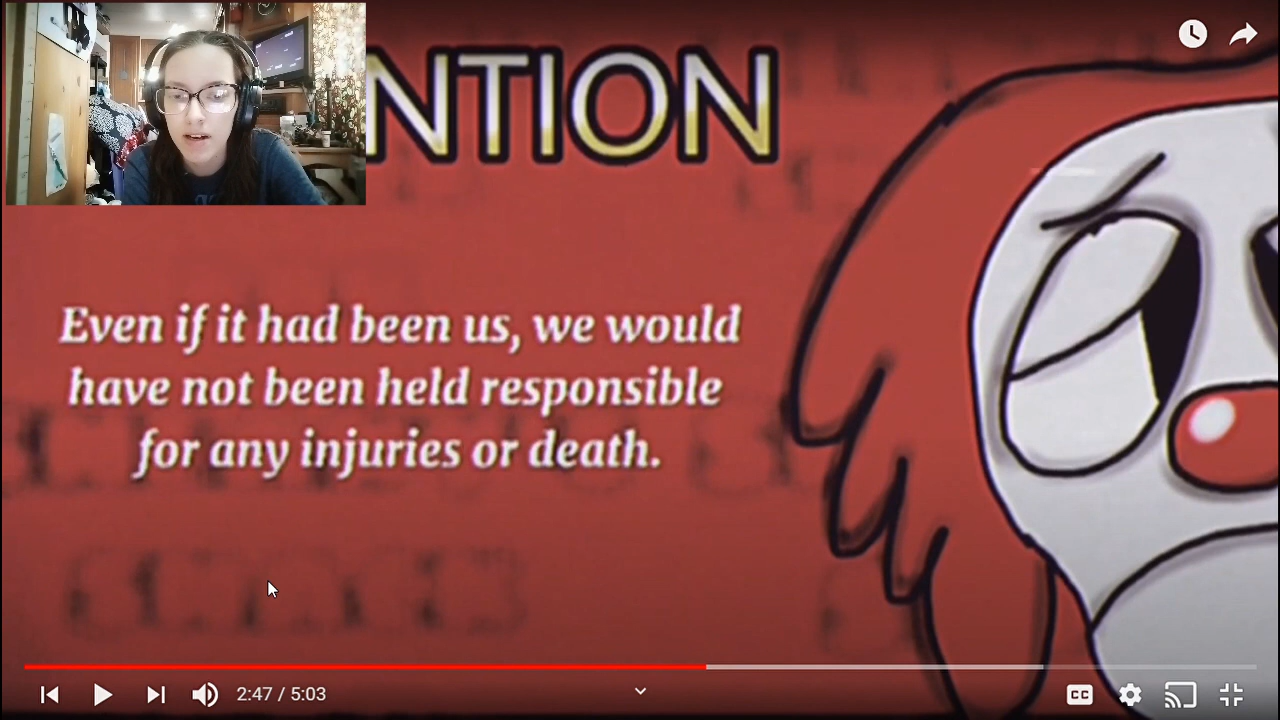 NTION
Even if it had been us, we would
have not been held responsible
for any injuries or death.
2:47 / 5:03
CC